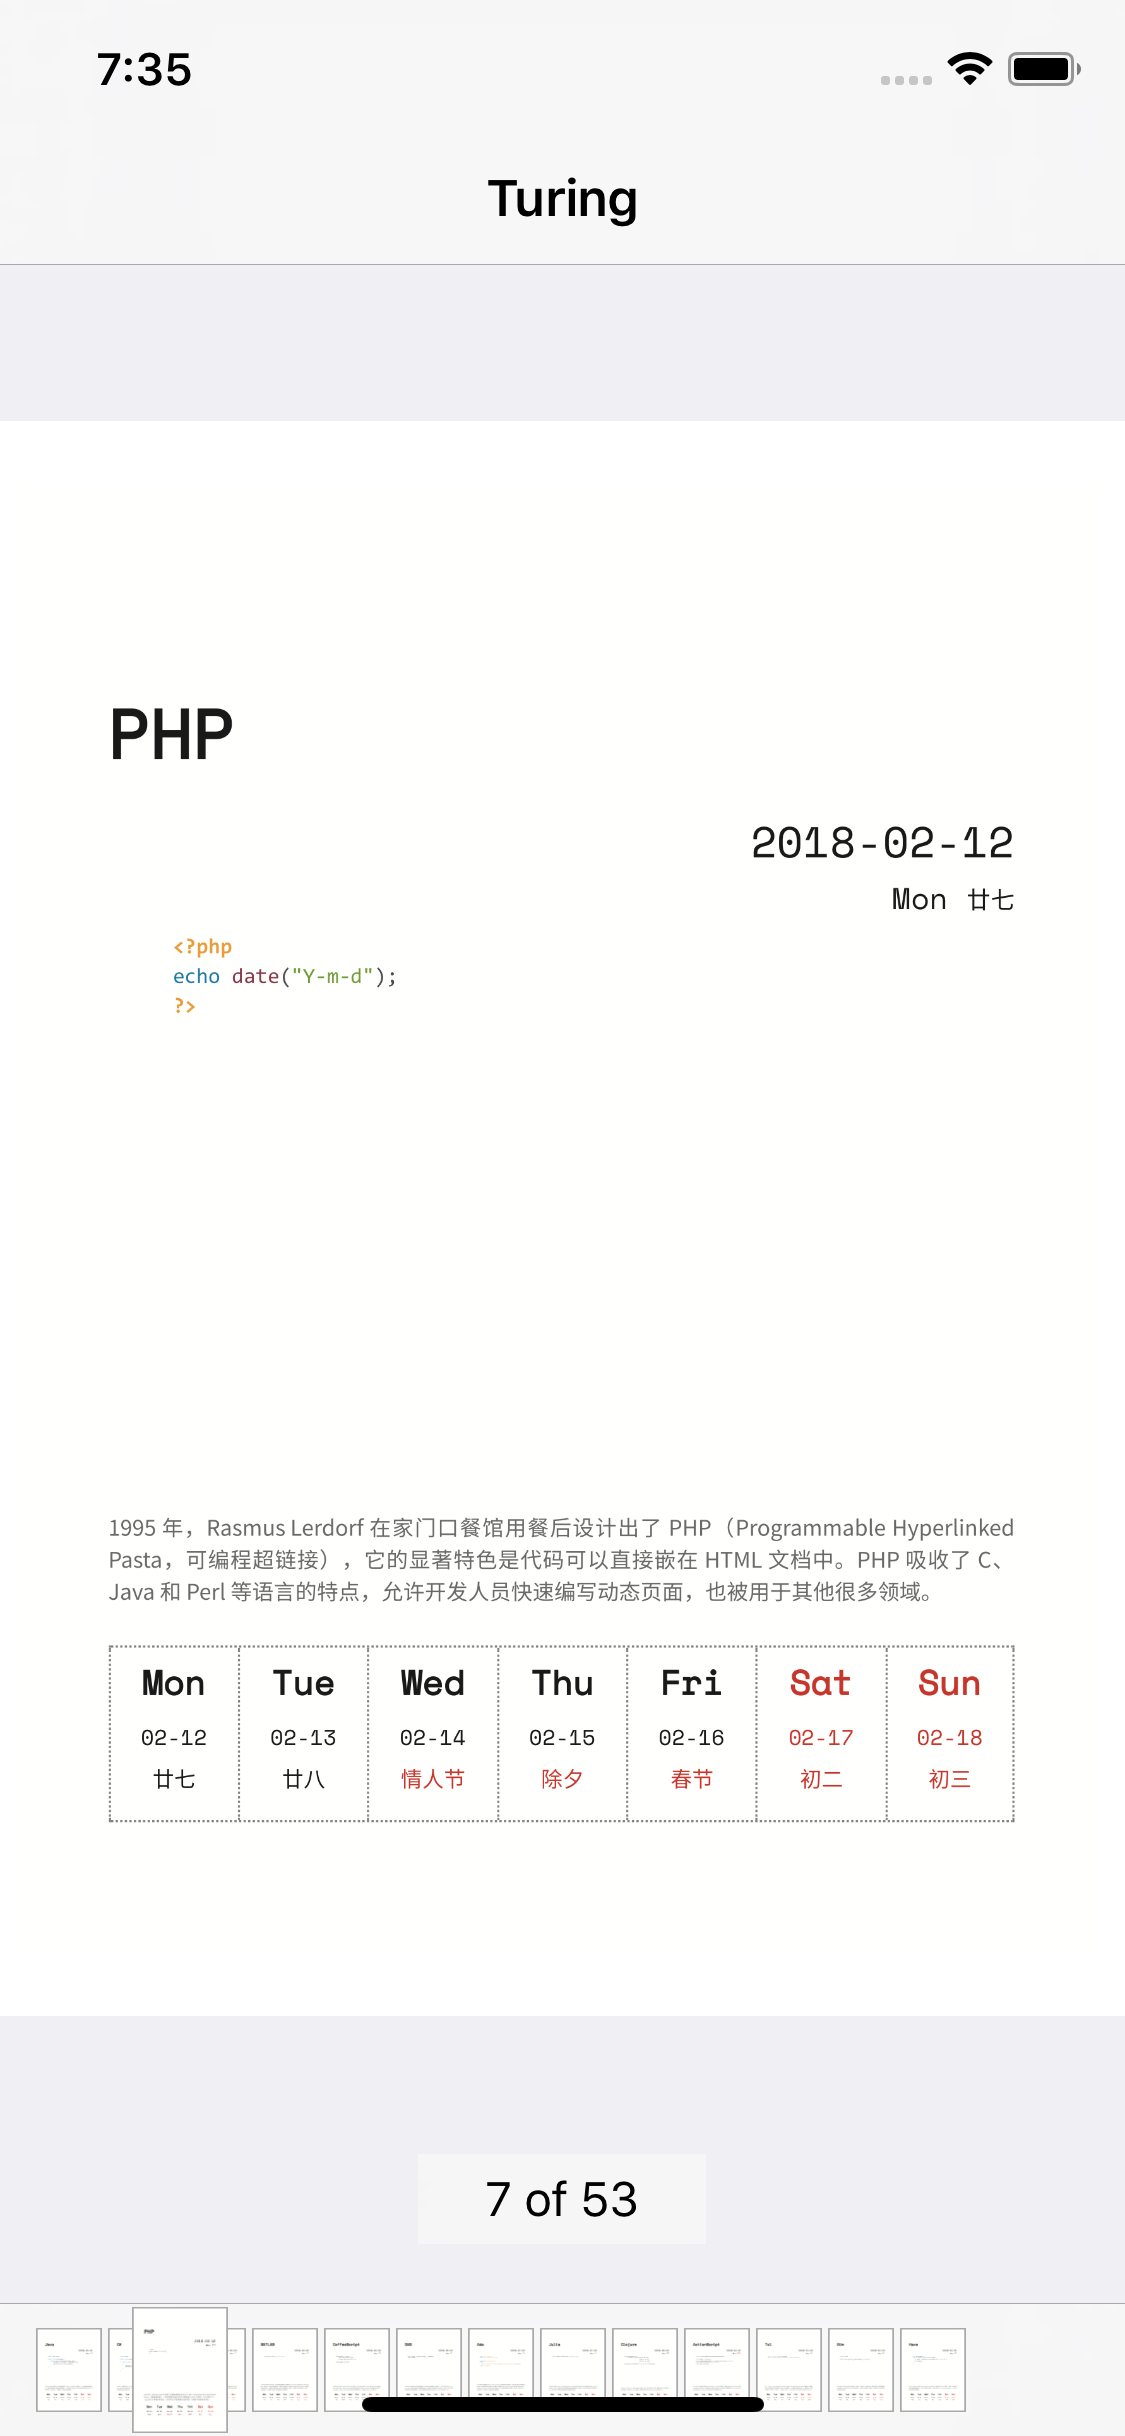 7:35
Turing
PHP
2018-02-12
Mon 廿七
<?php
echo date("Y-m-d");
?>
1995 年，Rasmus Lerdorf 在家门口餐馆用餐后设计出了 PHP（Programmable Hyperlinked
Pasta，可编程超链接），它的显著特色是代码可以直接嵌在 HTML 文档中。PHP 吸收了 C、
Java 和 Perl 等语言的特点，允许开发人员快速编写动态页面，也被用于其他很多领域。
Mon Tue Wed Thu Fri Sat Sun
02-12 02-13 02-14 02-15 02-16 02-17 02-18
廿七 廿八 情人节 除夕 春节 初二 初三
7 of 53